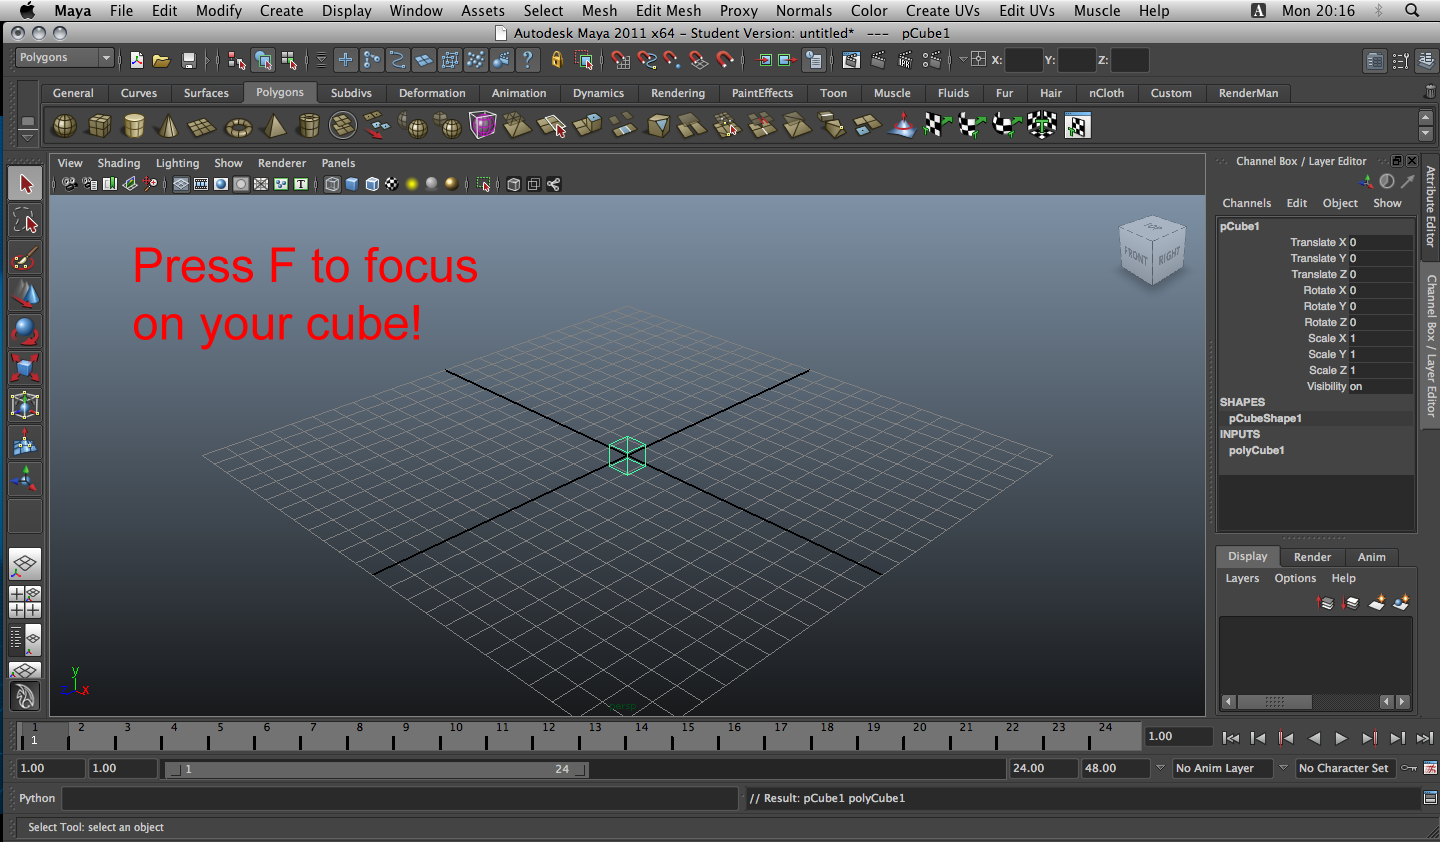 Maya File Edit Modify Create Display Window Assets Select Mesh Edit Mesh Proxy Normals Color Create UVs Edit UVs Muscle Help A Mon 20:16
Autodesk Maya 2011 x64 - Student Version: untitled* --- pCube1
Polygons X: Y: Z:
General Curves Surfaces Polygons Subdivs Deformation Animation Dynamics Rendering PaintEffects Toon Muscle Fluids Fur Hair nCloth Custom RenderMan
View Shading Lighting Show Renderer Panels
Channel Box / Layer Editor
Channels Edit Object Show
Press F to focus
on your cube!
TOP
FRONT RIGHT
pCube1
Translate X 0
Translate Y 0
Translate Z 0
Rotate X 0
Rotate Y 0
Rotate Z 0
Scale X 1
Scale Y 1
Scale Z 1
Visibility on
SHAPES
pCubeShape1
INPUTS
polyCube1
Attribute Editor
Channel Box / Layer Editor
Display Render Anim
Layers Options Help
y
x
persp
1 2 3 4 5 6 7 8 9 10 11 12 13 14 15 16 17 18 19 20 21 22 23 24
1
1.00
1.00 1.00 1 24 24.00 48.00 No Anim Layer No Character Set
Python // Result: pCube1 polyCube1
Select Tool: select an object